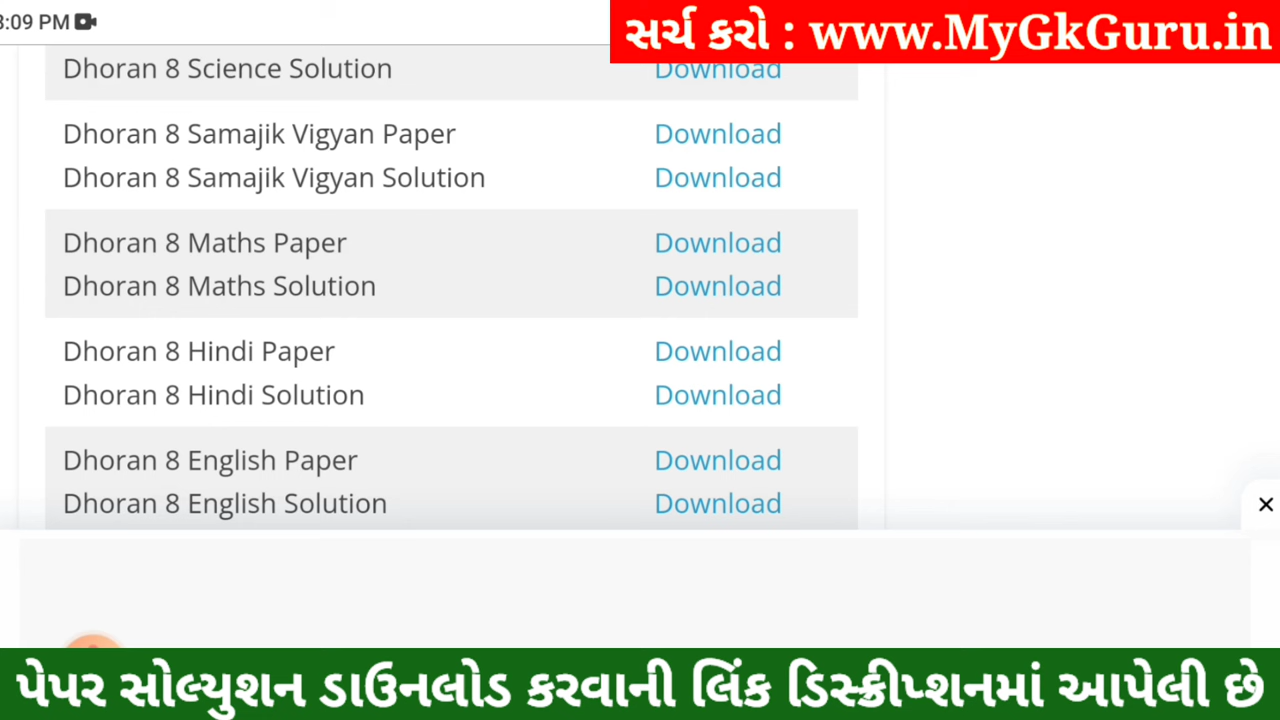 3:09 PM
સર્ચ કરો : www.MyGkGuru.in
Dhoran 8 Science Solution Download
Dhoran 8 Samajik Vigyan Paper Download
Dhoran 8 Samajik Vigyan Solution Download
Dhoran 8 Maths Paper Download
Dhoran 8 Maths Solution Download
Dhoran 8 Hindi Paper Download
Dhoran 8 Hindi Solution Download
Dhoran 8 English Paper Download
Dhoran 8 English Solution Download
પેપર સોલ્યુશન ડાઉનલોડ કરવાની લિંક ડિસ્ક્રીપ્શનમાં આપેલી છે